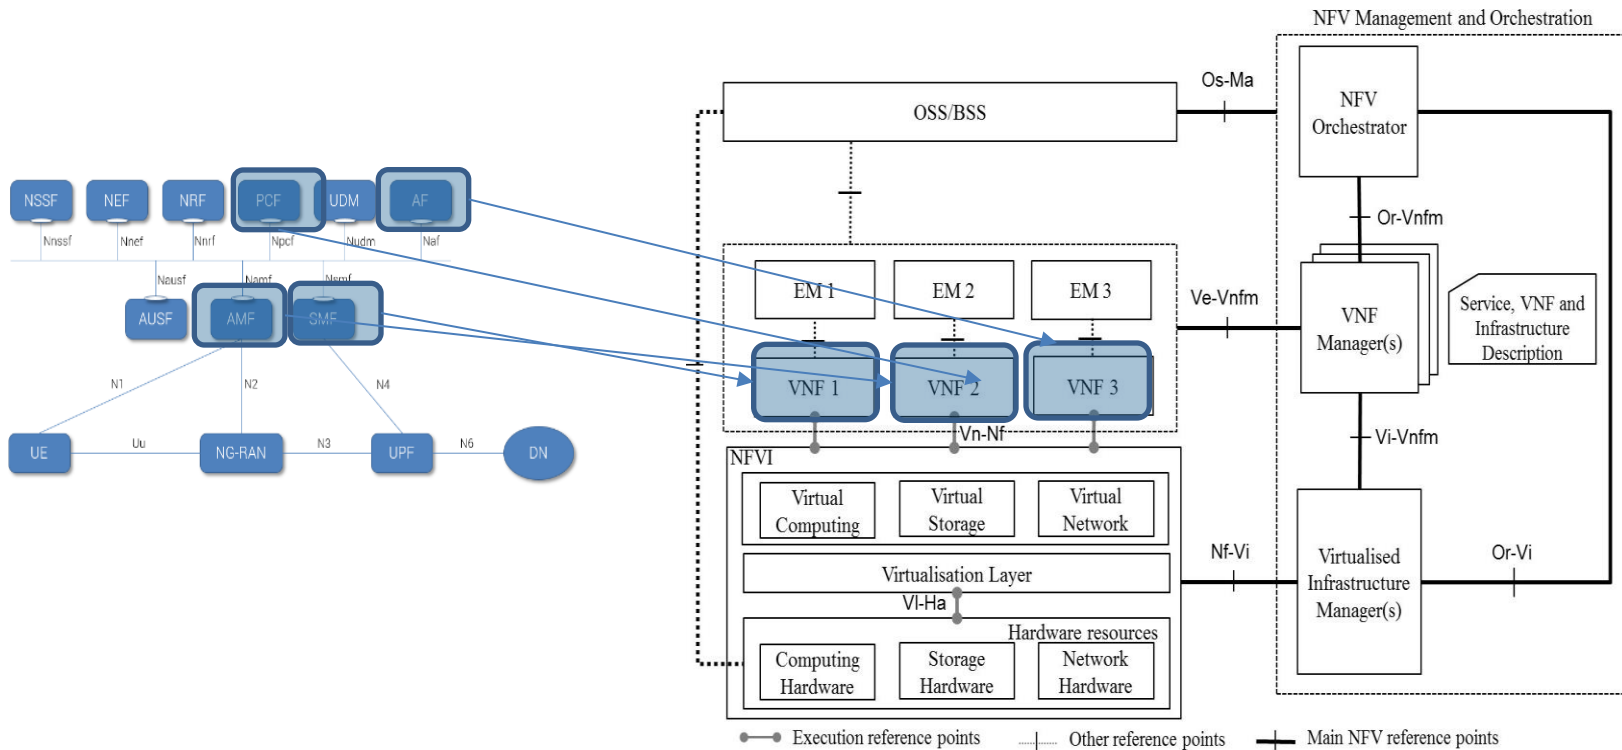 NFV Management and Orchestration
Os-Ma
OSS/BSS
NFV
Orchestrator
Or-Vnfm
NSSF
NEF
NRF
PCF
UDM
AF
Nnssf
Nnef
Nnrf
Npcf
Nudm
Naf
Nausf
Namf
Nsmf
AUSF
AMF
SMF
N1
N2
N4
UE
Uu
NG-RAN
N3
UPF
N6
DN
EM 1
EM 2
EM 3
Ve-Vnfm
VNF
Manager(s)
Service, VNF and
Infrastructure
Description
VNF 1
VNF 2
VNF 3
Vn-Nf
Vi-Vnfm
NFVI
Virtual
Computing
Virtual
Storage
Virtual
Network
Nf-Vi
Virtualised
Infrastructure
Manager(s)
Or-Vi
Virtualisation Layer
Vl-Ha
Hardware resources
Computing
Hardware
Storage
Hardware
Network
Hardware
Execution reference points
Other reference points
Main NFV reference points